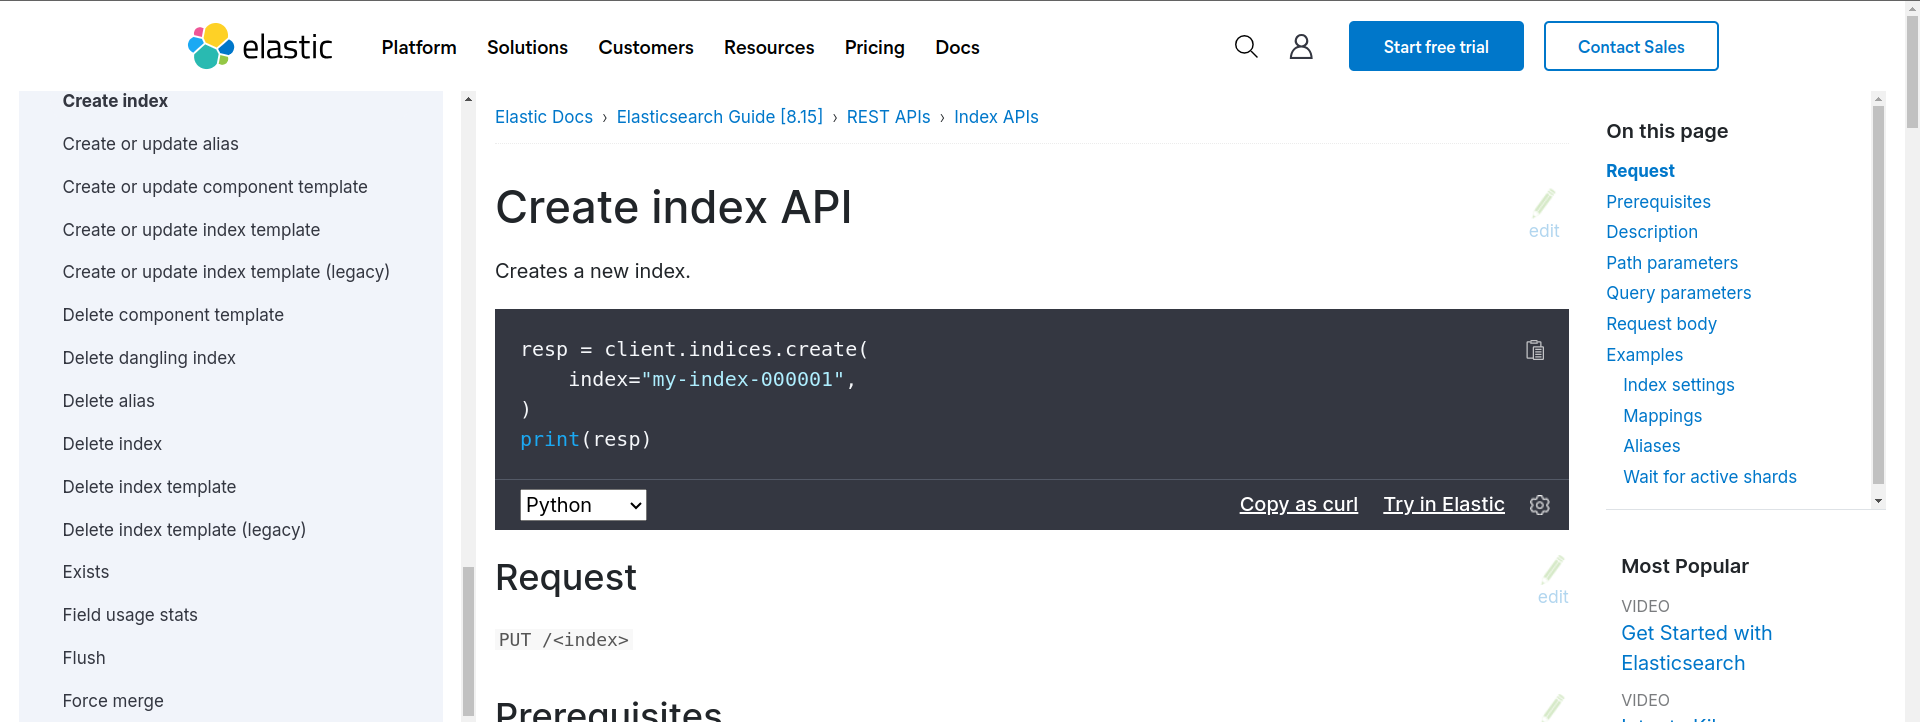 elastic
Platform Solutions Customers Resources Pricing Docs
Start free trial
Contact Sales
Create index
Create or update alias
Create or update component template
Create or update index template
Create or update index template (legacy)
Delete component template
Delete dangling index
Delete alias
Delete index
Delete index template
Delete index template (legacy)
Exists
Field usage stats
Flush
Force merge
Elastic Docs › Elasticsearch Guide [8.15] › REST APIs › Index APIs
Create index API
edit
Creates a new index.
resp = client.indices.create(
    index="my-index-000001",
)
print(resp)
Python
Copy as curl
Try in Elastic
Request
edit
PUT /<index>
Prerequisites
On this page
Request
Prerequisites
Description
Path parameters
Query parameters
Request body
Examples
Index settings
Mappings
Aliases
Wait for active shards
Most Popular
VIDEO
Get Started with
Elasticsearch
VIDEO